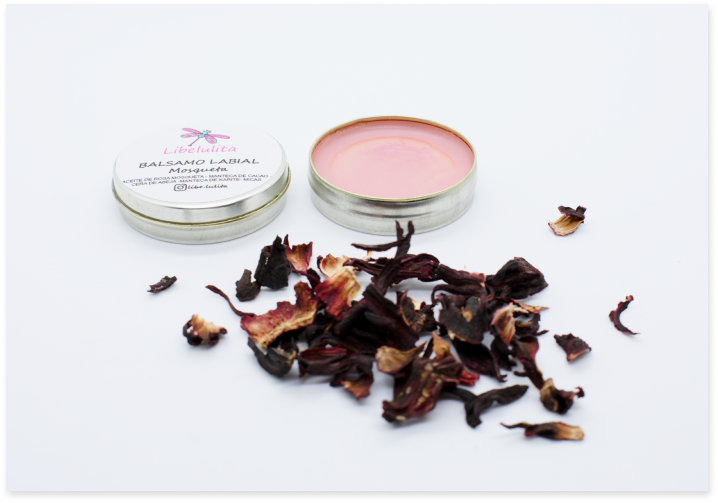 Libelulita
BALSAMO LABIAL
Mosqueta
ACEITE DE ROSA MOSQUETA - MANTECA DE CACAO -
CERA DE ABEJA - MANTECA DE KARITE - MICAS
@libe.lulita